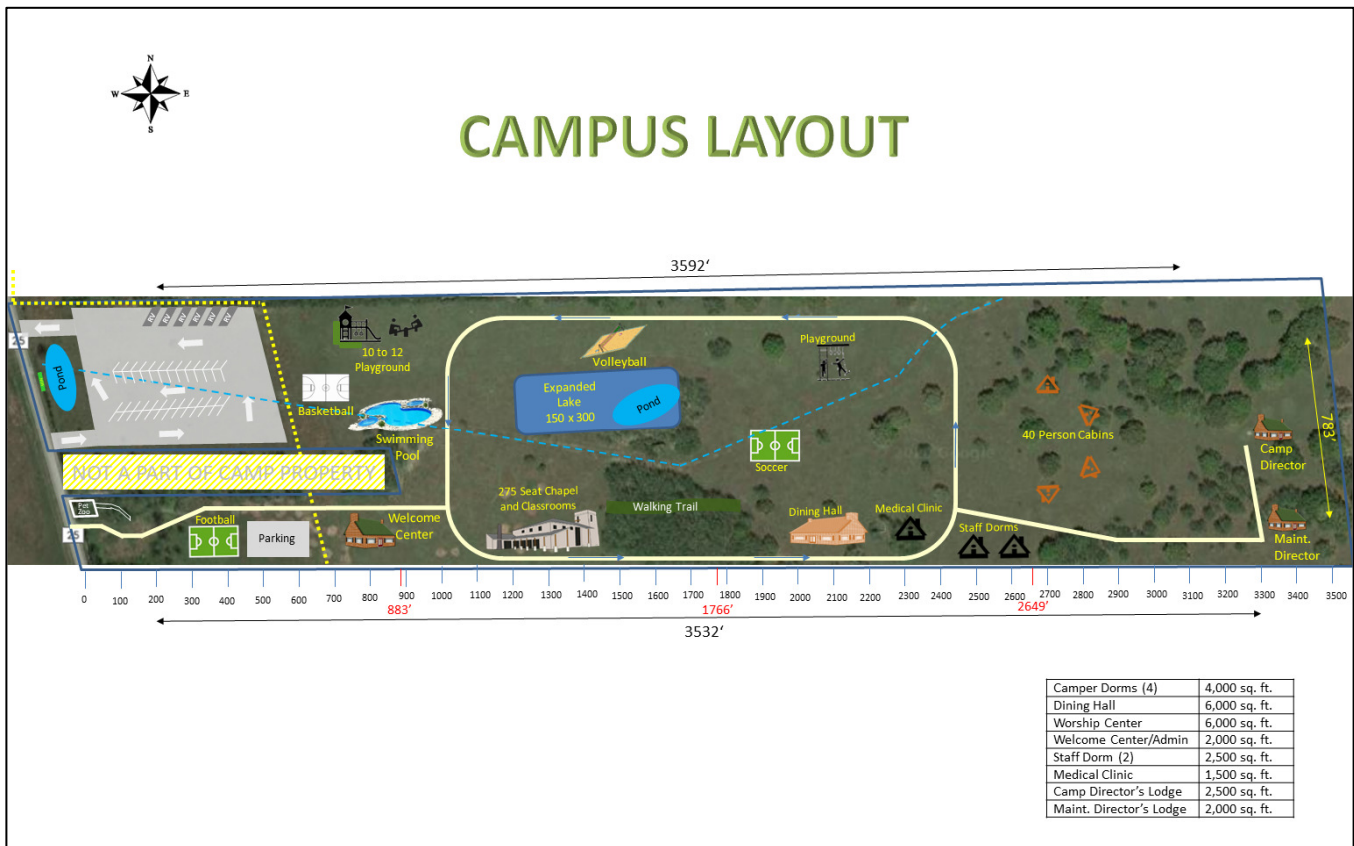 N
W E
S
CAMPUS LAYOUT
3592‘
RV RV RV RV RV RV
25
Pond
10 to 12
Playground
Basketball
Swimming
Pool
Volleyball
Expanded
Lake
150 x 300
Pond
Playground
Soccer
40 Person Cabins
Camp
Director
783’
NOT A PART OF CAMP PROPERTY
Pet
Zoo
25
Football
Parking
Welcome
Center
275 Seat Chapel
and Classrooms
Walking Trail
Dining Hall
Medical Clinic
Staff Dorms
Maint.
Director
0 100 200 300 400 500 600 700 800 900 1000 1100 1200 1300 1400 1500 1600 1700 1800 1900 2000 2100 2200 2300 2400 2500 2600 2700 2800 2900 3000 3100 3200 3300 3400 3500
883’ 1766’ 2649’
3532‘
Camper Dorms (4) 4,000 sq. ft.
Dining Hall 6,000 sq. ft.
Worship Center 6,000 sq. ft.
Welcome Center/Admin 2,000 sq. ft.
Staff Dorm (2) 2,500 sq. ft.
Medical Clinic 1,500 sq. ft.
Camp Director’s Lodge 2,500 sq. ft.
Maint. Director’s Lodge 2,000 sq. ft.